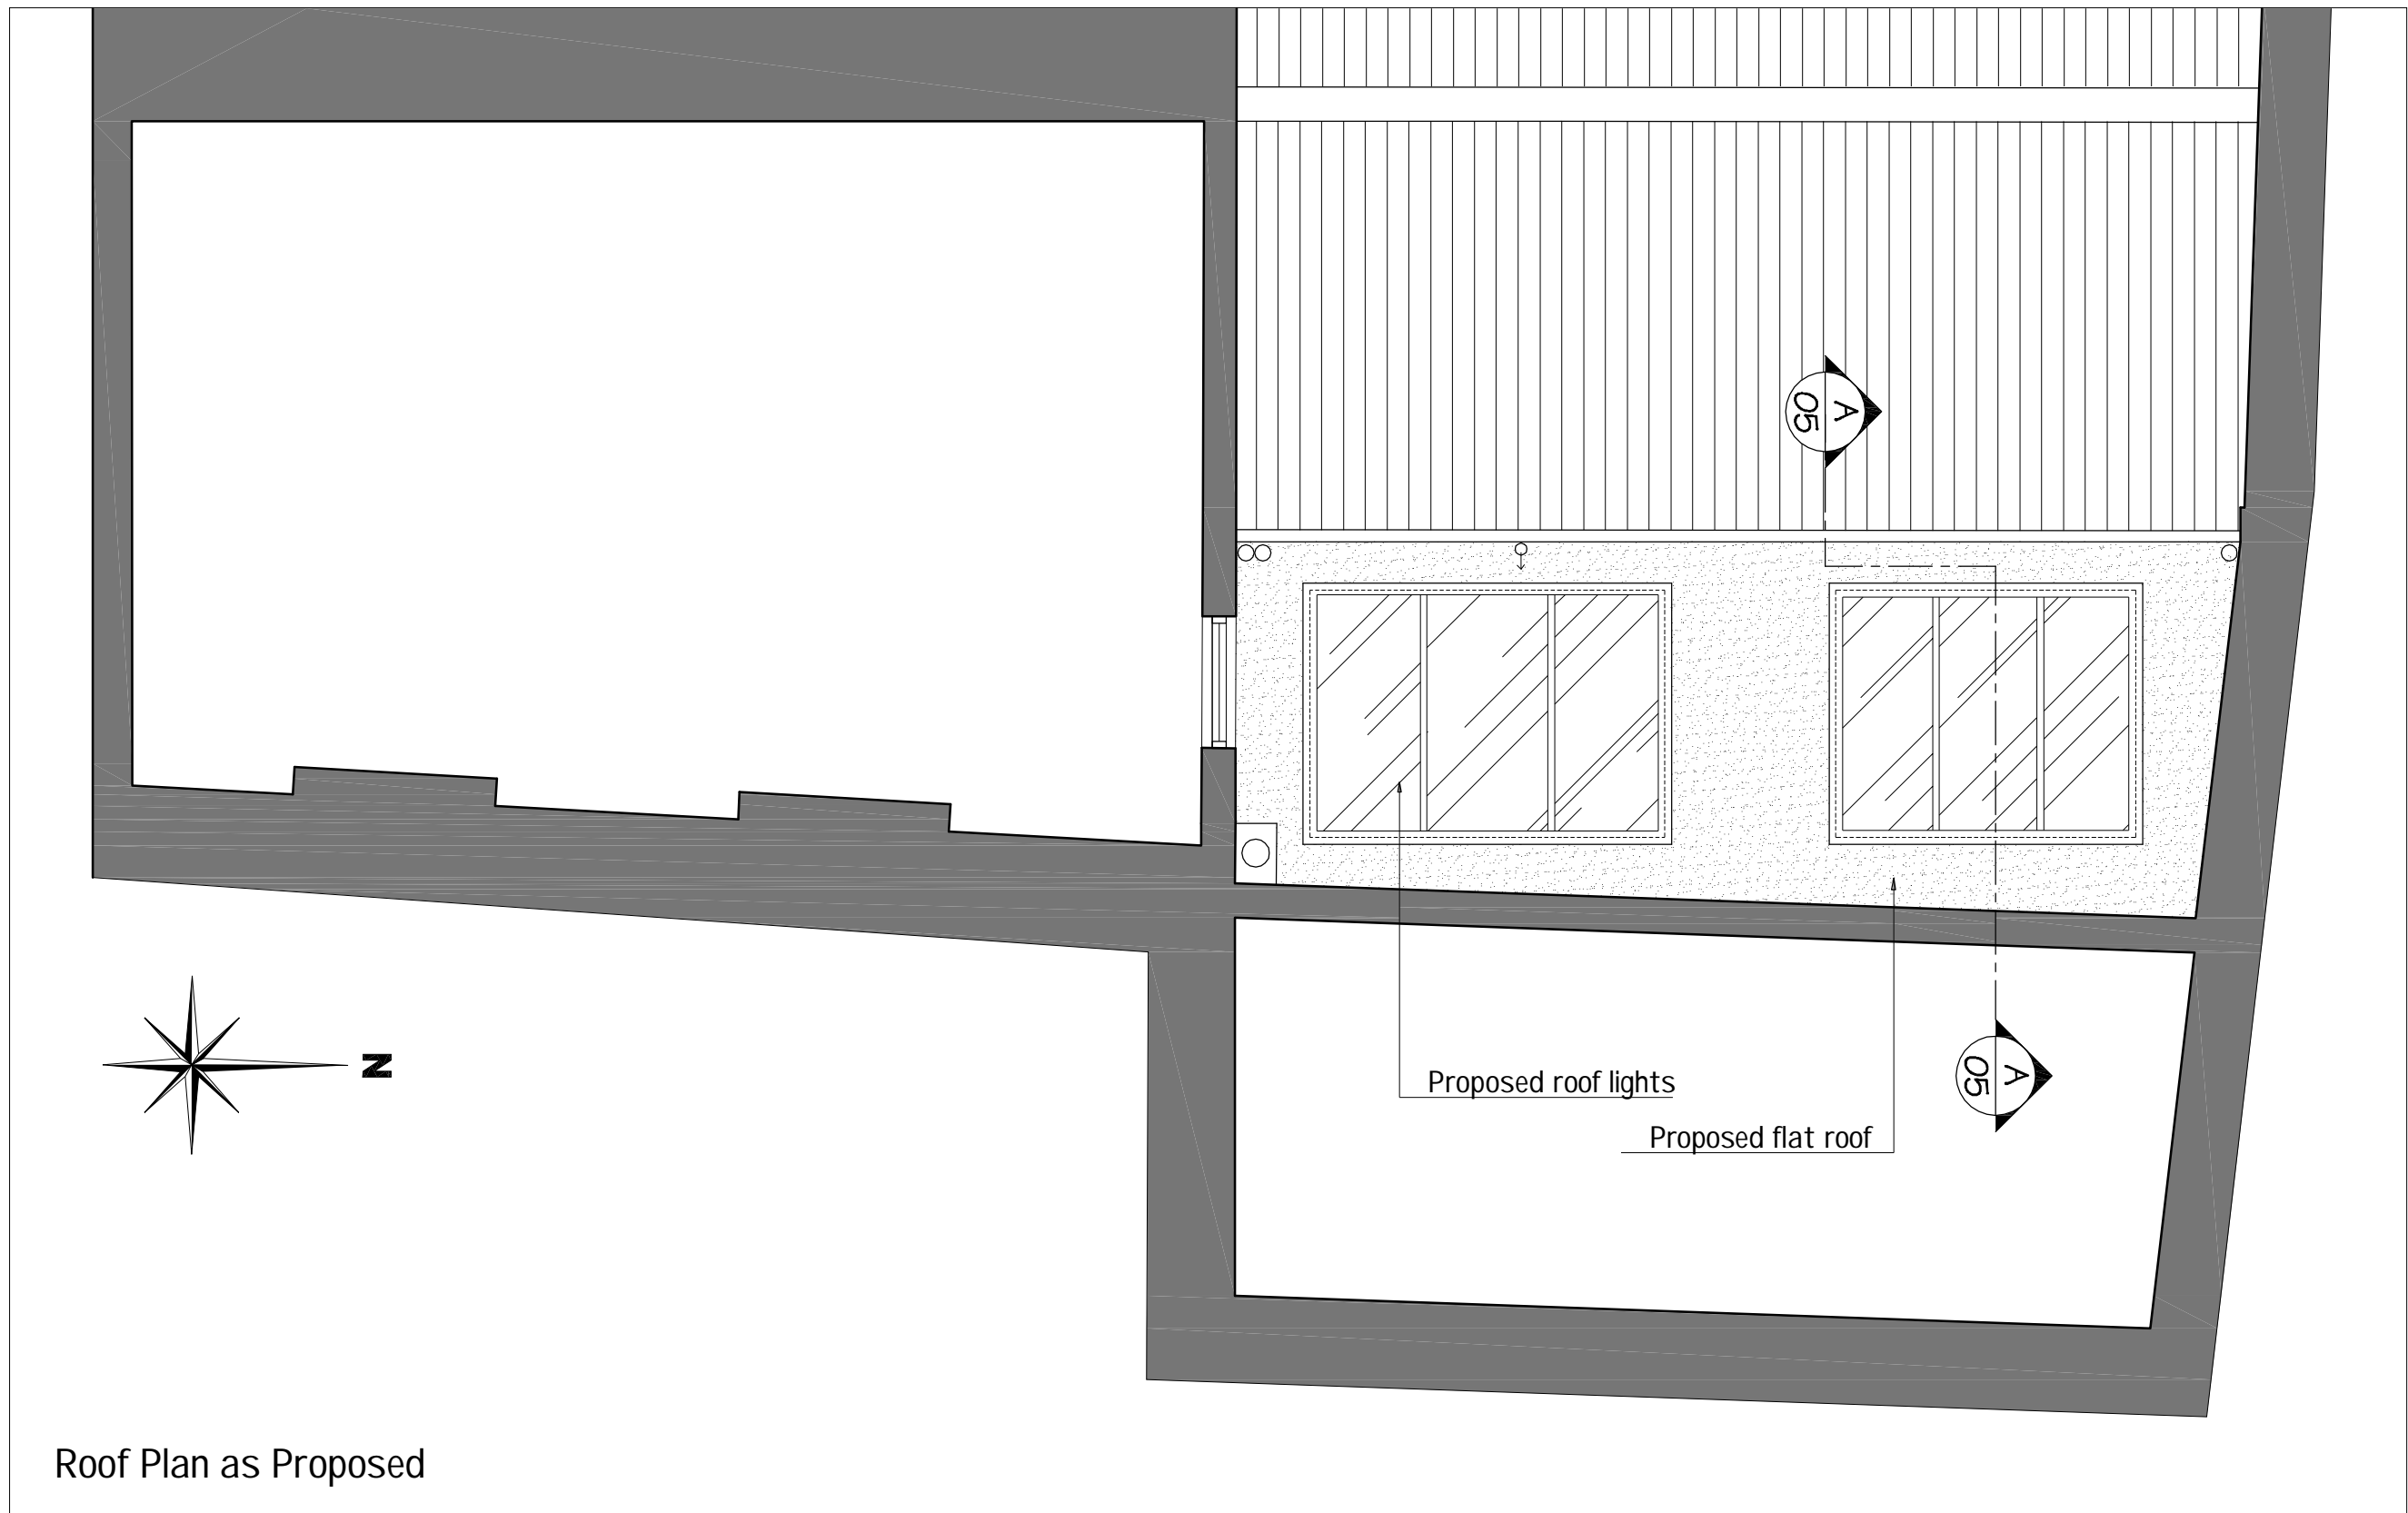 A
05
N
Proposed roof lights
A
05
Proposed flat roof
Roof Plan as Proposed